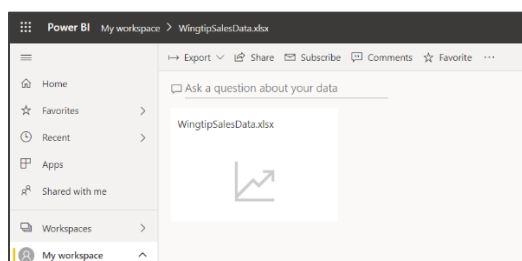 Power BI My workspace > WingtipSalesData.xlsx
Export Share Subscribe Comments Favorite ...
Home
Ask a question about your data
Favorites
WingtipSalesData.xlsx
Recent
Apps
Shared with me
Workspaces
My workspace